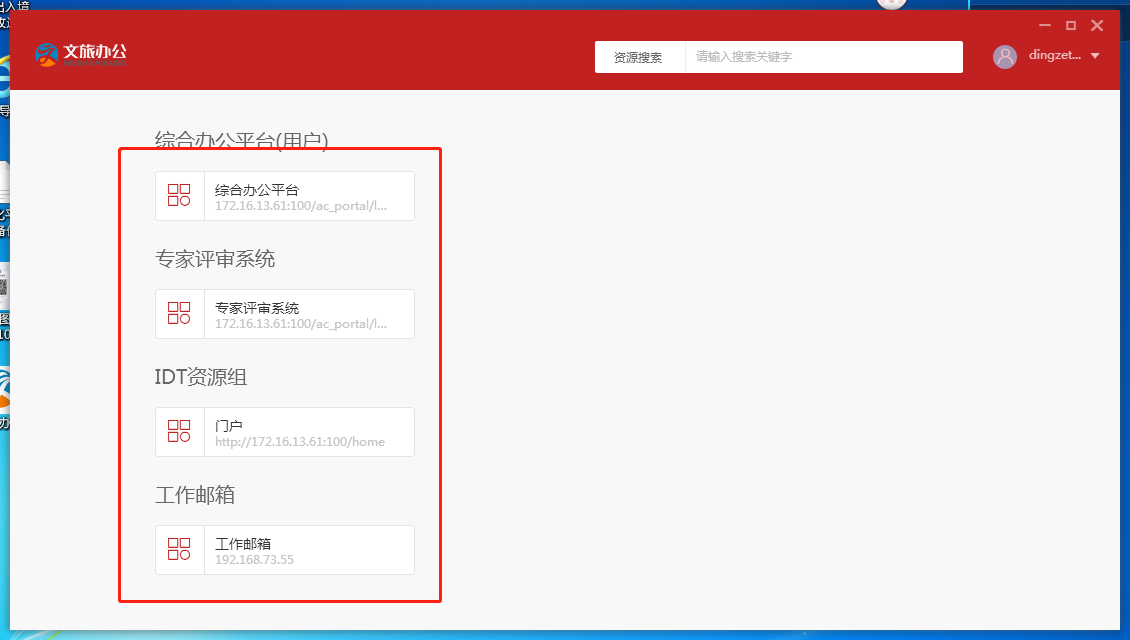 出入境
文旅办公
资源搜索
请输入搜索关键字
dingzet...
综合办公平台(用户)
综合办公平台
172.16.13.61:100/ac_portal/l...
专家评审系统
专家评审系统
172.16.13.61:100/ac_portal/l...
IDT资源组
门户
http://172.16.13.61:100/home
工作邮箱
工作邮箱
192.168.73.55